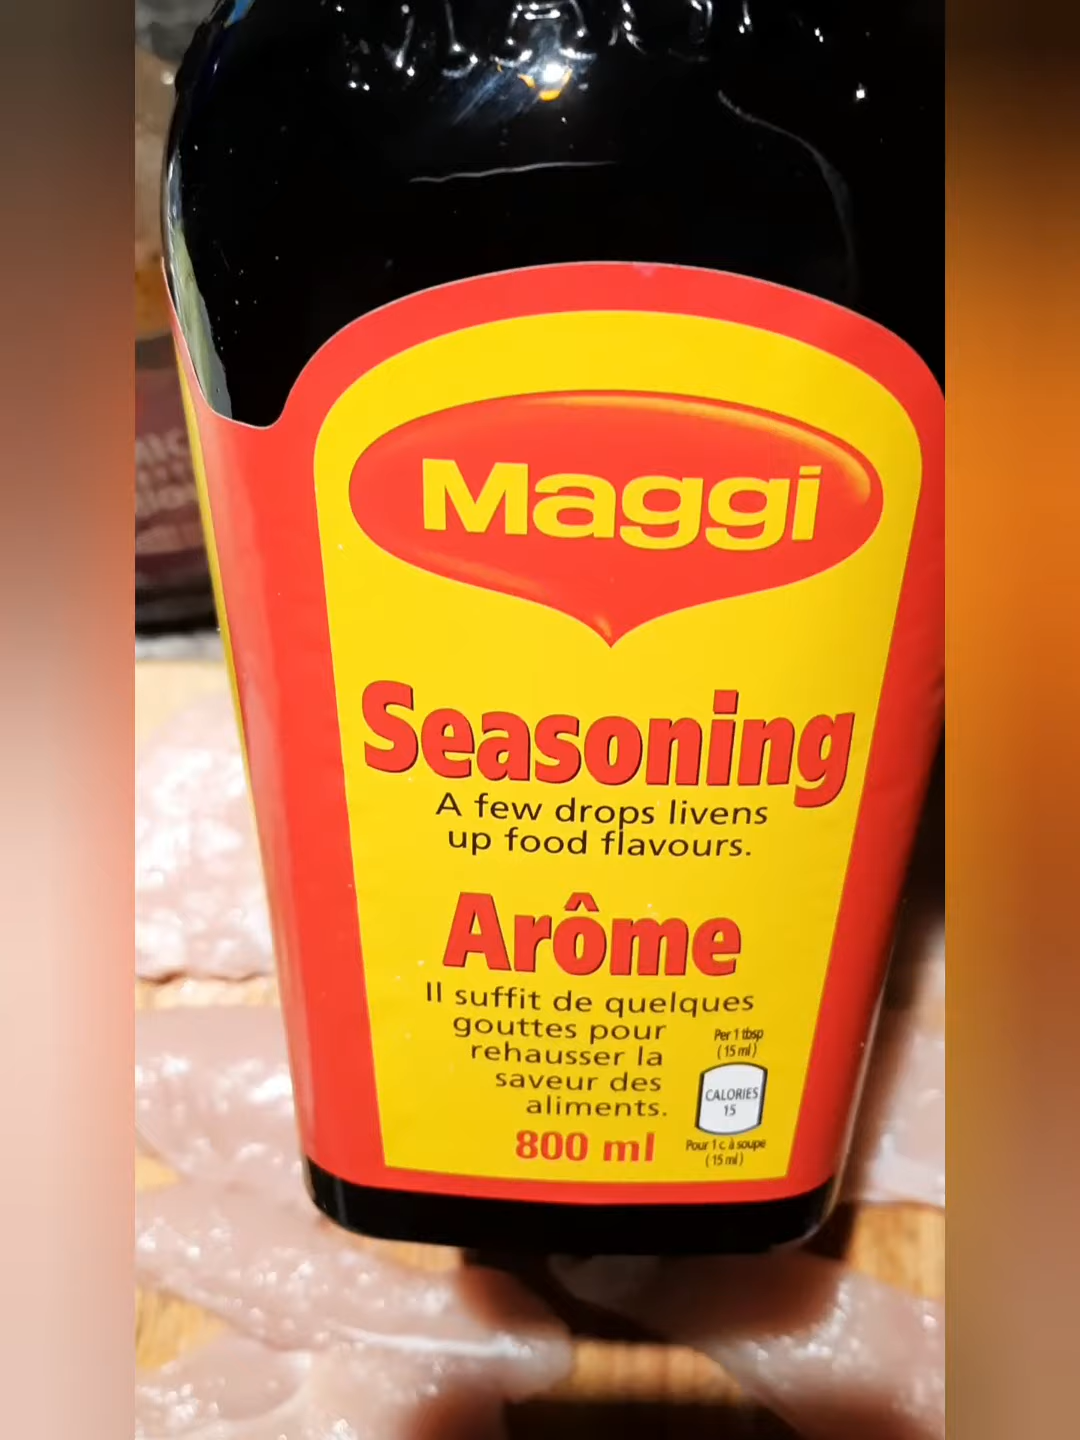 Maggi
Seasoning
A few drops livens
up food flavours.
Arôme
Il suffit de quelques
gouttes pour
rehausser la
saveur des
aliments.
800 ml
Per 1 tbsp
(15 ml)
CALORIES
15
Pour 1 c à soupe
(15 ml)